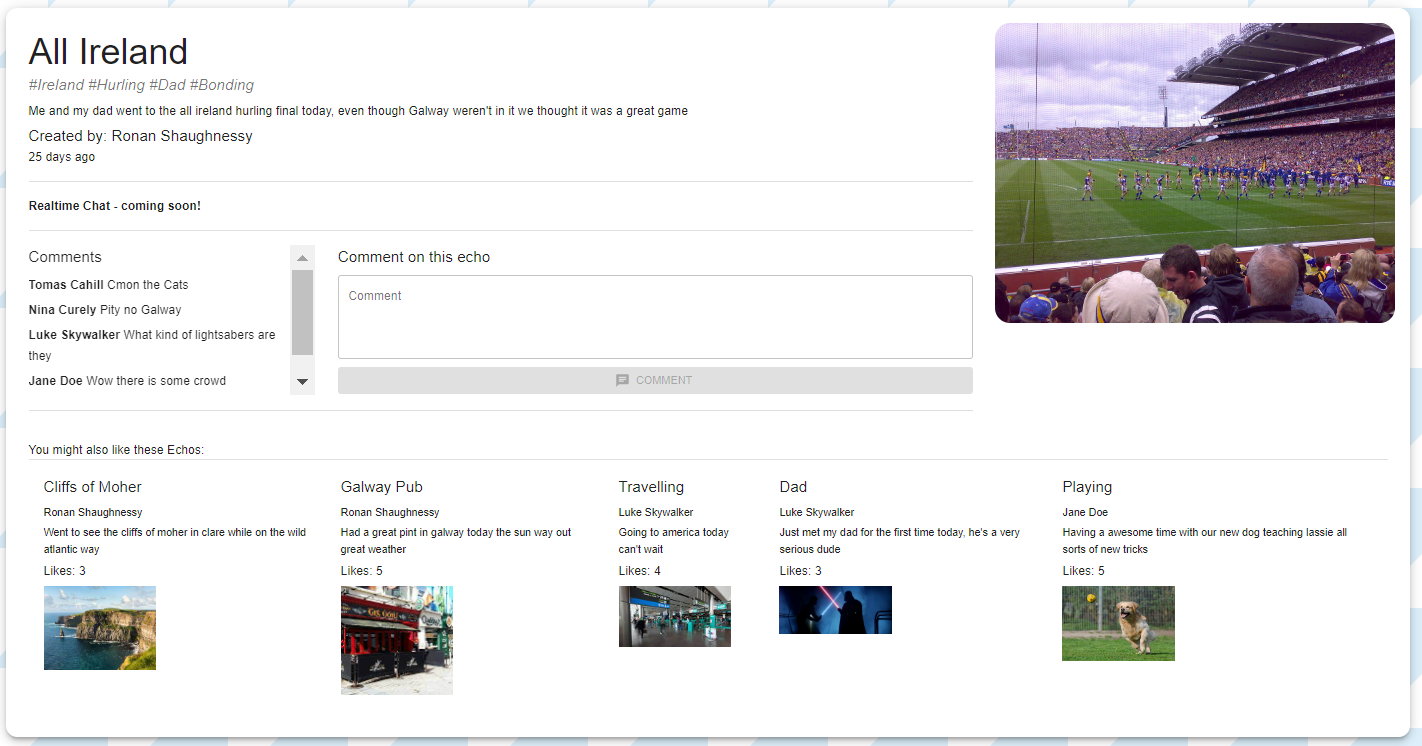 All Ireland
#Ireland #Hurling #Dad #Bonding
Me and my dad went to the all ireland hurling final today, even though Galway weren't in it we thought it was a great game
Created by: Ronan Shaughnessy
25 days ago
Realtime Chat - coming soon!
Comments
Tomas Cahill Cmon the Cats
Nina Curely Pity no Galway
Luke Skywalker What kind of lightsabers are
they
Jane Doe Wow there is some crowd
Comment on this echo
Comment
COMMENT
You might also like these Echos:
Cliffs of Moher
Ronan Shaughnessy
Went to see the cliffs of moher in clare while on the wild
atlantic way
Likes: 3
Galway Pub
Ronan Shaughnessy
Had a great pint in galway today the sun way out
great weather
Likes: 5
Travelling
Luke Skywalker
Going to america today
can't wait
Likes: 4
Dad
Luke Skywalker
Just met my dad for the first time today, he's a very
serious dude
Likes: 3
Playing
Jane Doe
Having a awesome time with our new dog teaching lassie all
sorts of new tricks
Likes: 5